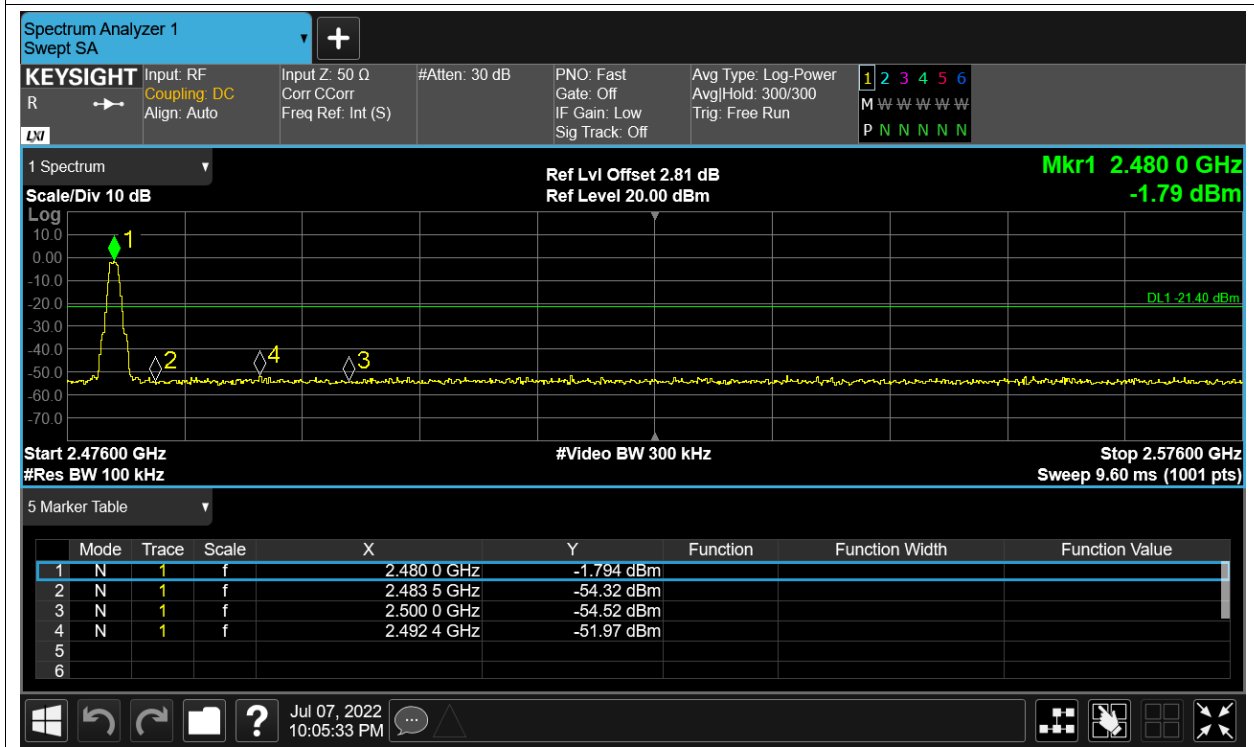 Spectrum Analyzer 1
Swept SA
+
KEYSIGHT Input: RF Input Z: 50 Ω #Atten: 30 dB PNO: Fast Avg Type: Log-Power 1 2 3 4 5 6
R Coupling: DC Corr CCorr Gate: Off Avg|Hold: 300/300 M W W W W W
Align: Auto Freq Ref: Int (S) IF Gain: Low Trig: Free Run
LXI Sig Track: Off P N N N N N
1 Spectrum Ref Lvl Offset 2.81 dB Mkr1 2.480 0 GHz
Scale/Div 10 dB Ref Level 20.00 dBm -1.79 dBm
Log
10.0
1
0.00
-10.0
-20.0
DL1 -21.40 dBm
-30.0
-40.0
2 4 3
-50.0
-60.0
-70.0
Start 2.47600 GHz #Video BW 300 kHz Stop 2.57600 GHz
#Res BW 100 kHz Sweep 9.60 ms (1001 pts)
5 Marker Table
Mode Trace Scale X Y Function Function Width Function Value
1 N 1 f 2.480 0 GHz -1.794 dBm
2 N 1 f 2.483 5 GHz -54.32 dBm
3 N 1 f 2.500 0 GHz -54.52 dBm
4 N 1 f 2.492 4 GHz -51.97 dBm
5
6
? Jul 07, 2022
10:05:33 PM